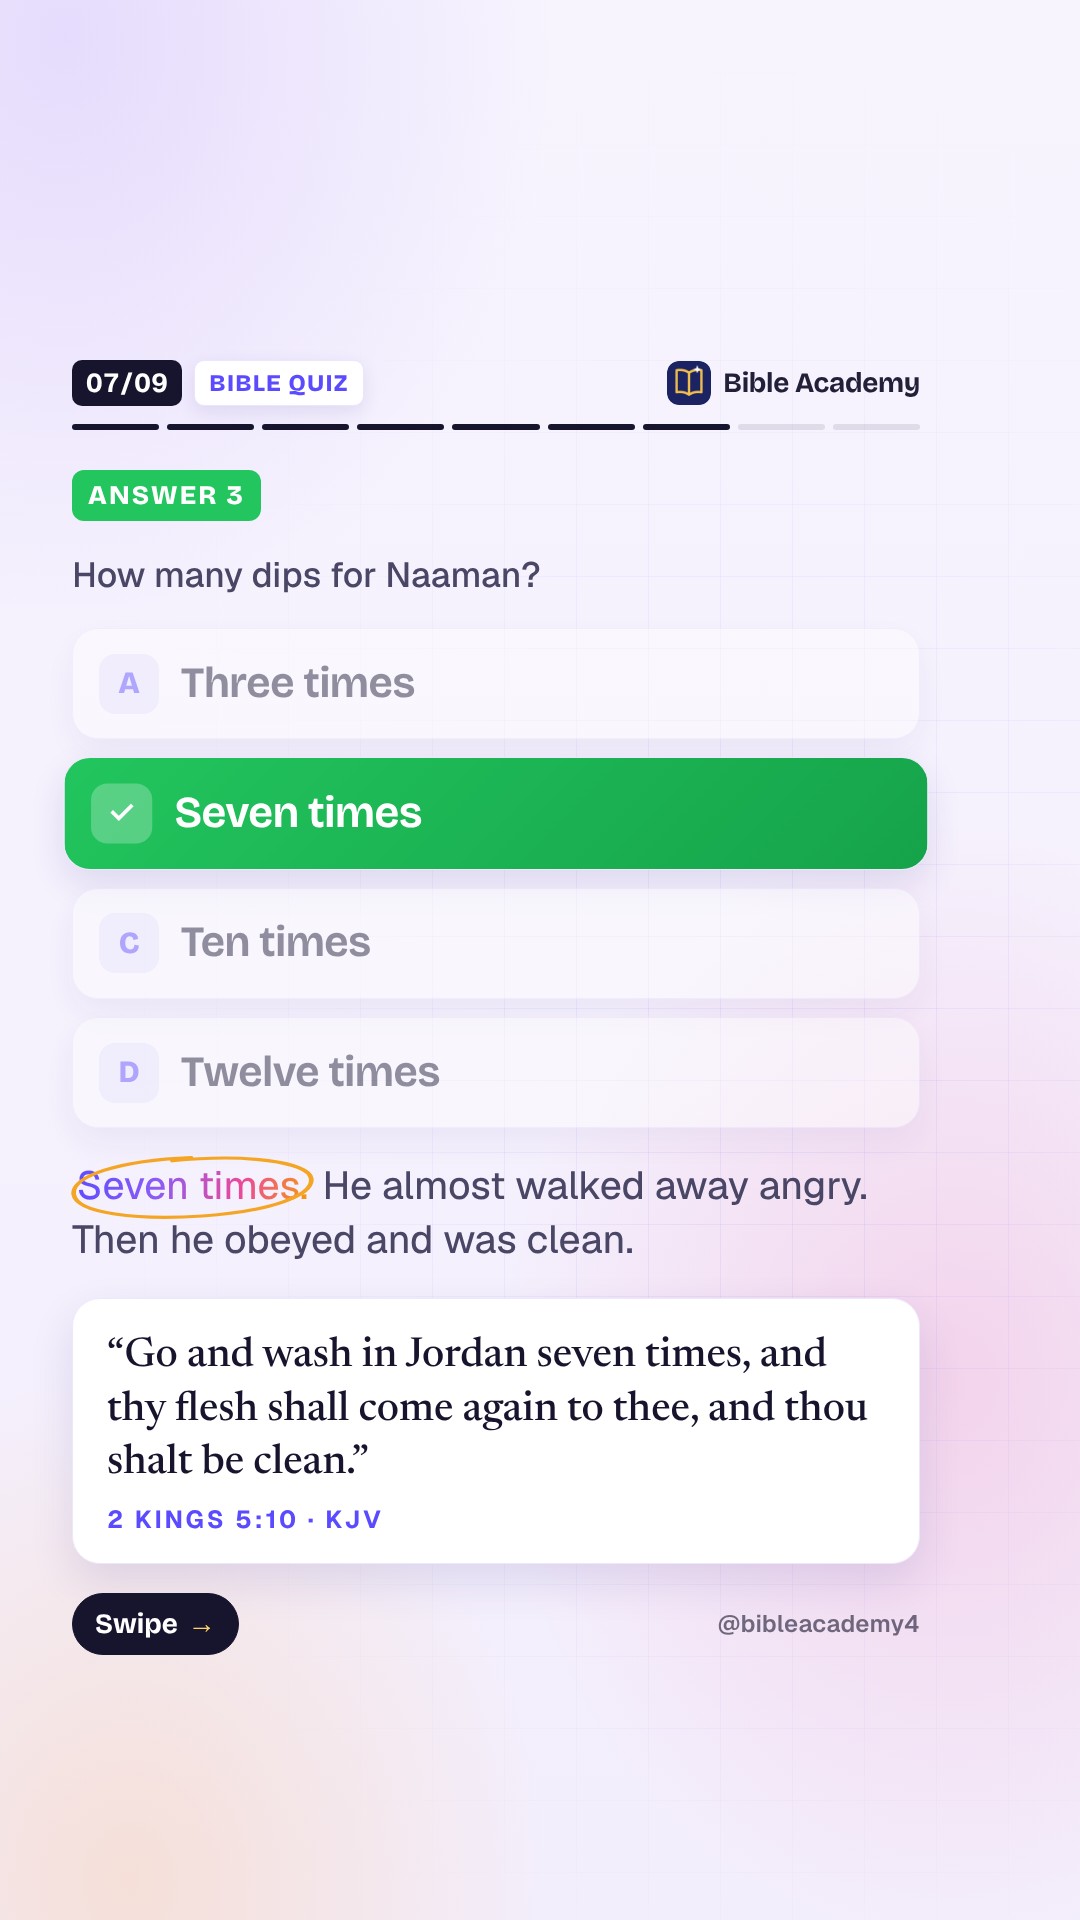 07/09 BIBLE QUIZ Bible Academy
ANSWER 3
How many dips for Naaman?
A Three times
Seven times
C Ten times
D Twelve times
Seven times. He almost walked away angry.
Then he obeyed and was clean.
“Go and wash in Jordan seven times, and
thy flesh shall come again to thee, and thou
shalt be clean.”
2 KINGS 5:10 · KJV
Swipe → @bibleacademy4